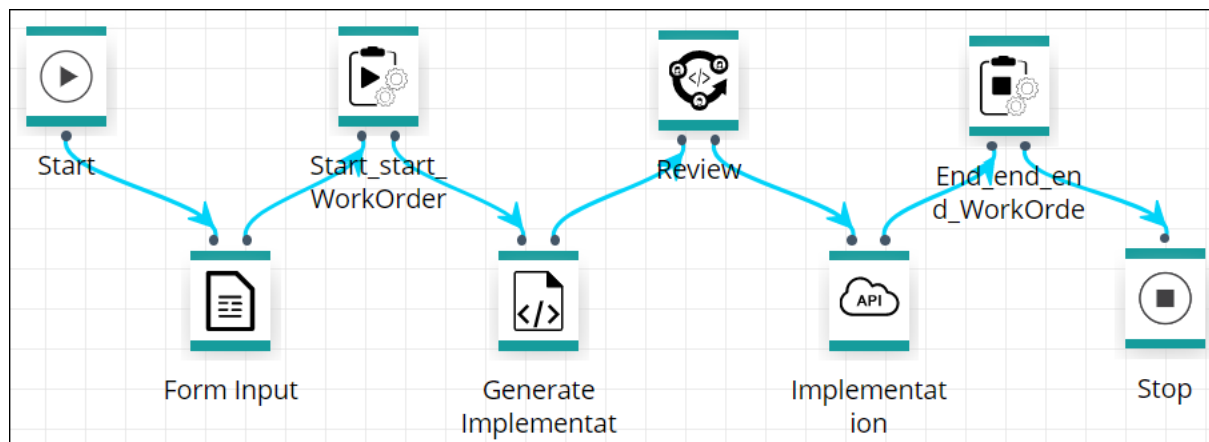 Start
Start_start_
WorkOrder
</>
Review
End_end_en
d_WorkOrde
</>
API
Form Input
Generate
Implementat
Implementat
ion
Stop